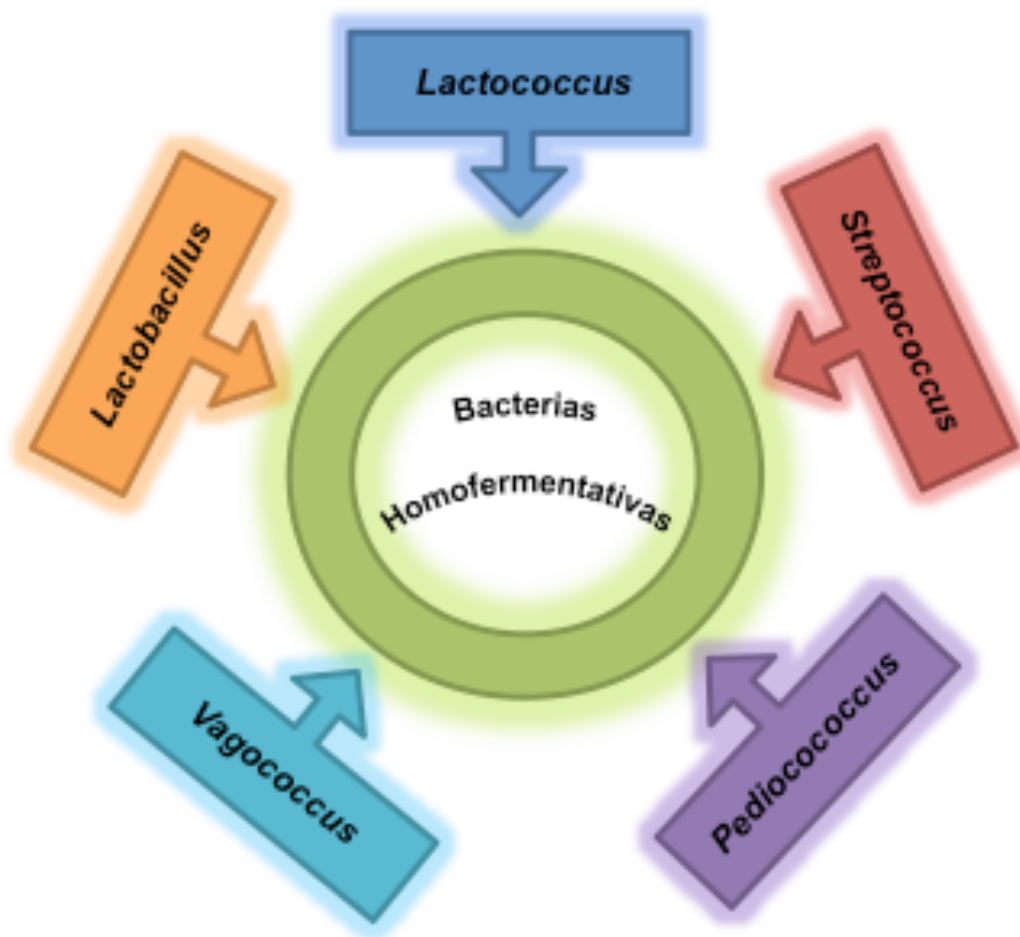 Lactococcus
Lactobacillus
Streptococcus
Bacterias
Homofermentativas
Vagococcus
Pediocococcus